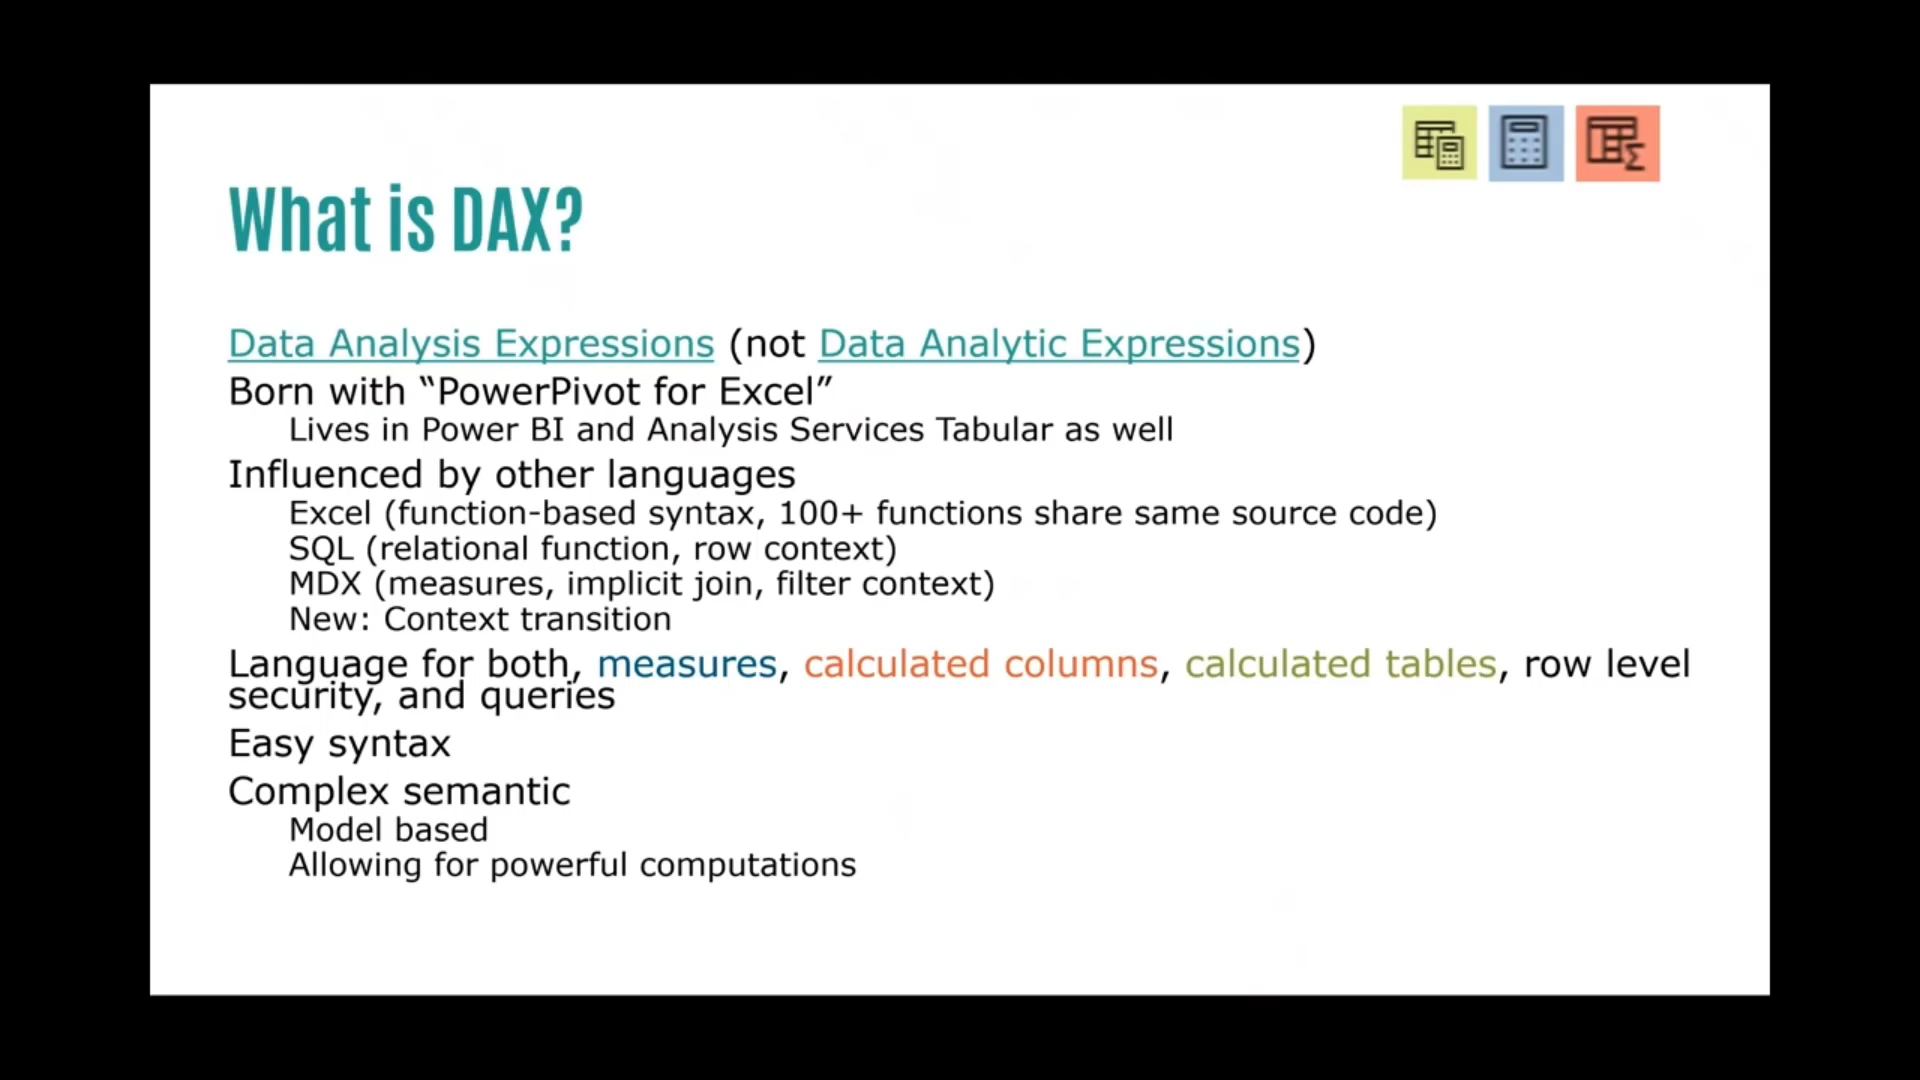 What is DAX?
Data Analysis Expressions (not Data Analytic Expressions)
Born with “PowerPivot for Excel”
Lives in Power BI and Analysis Services Tabular as well
Influenced by other languages
Excel (function-based syntax, 100+ functions share same source code)
SQL (relational function, row context)
MDX (measures, implicit join, filter context)
New: Context transition
Language for both, measures, calculated columns, calculated tables, row level
security, and queries
Easy syntax
Complex semantic
Model based
Allowing for powerful computations